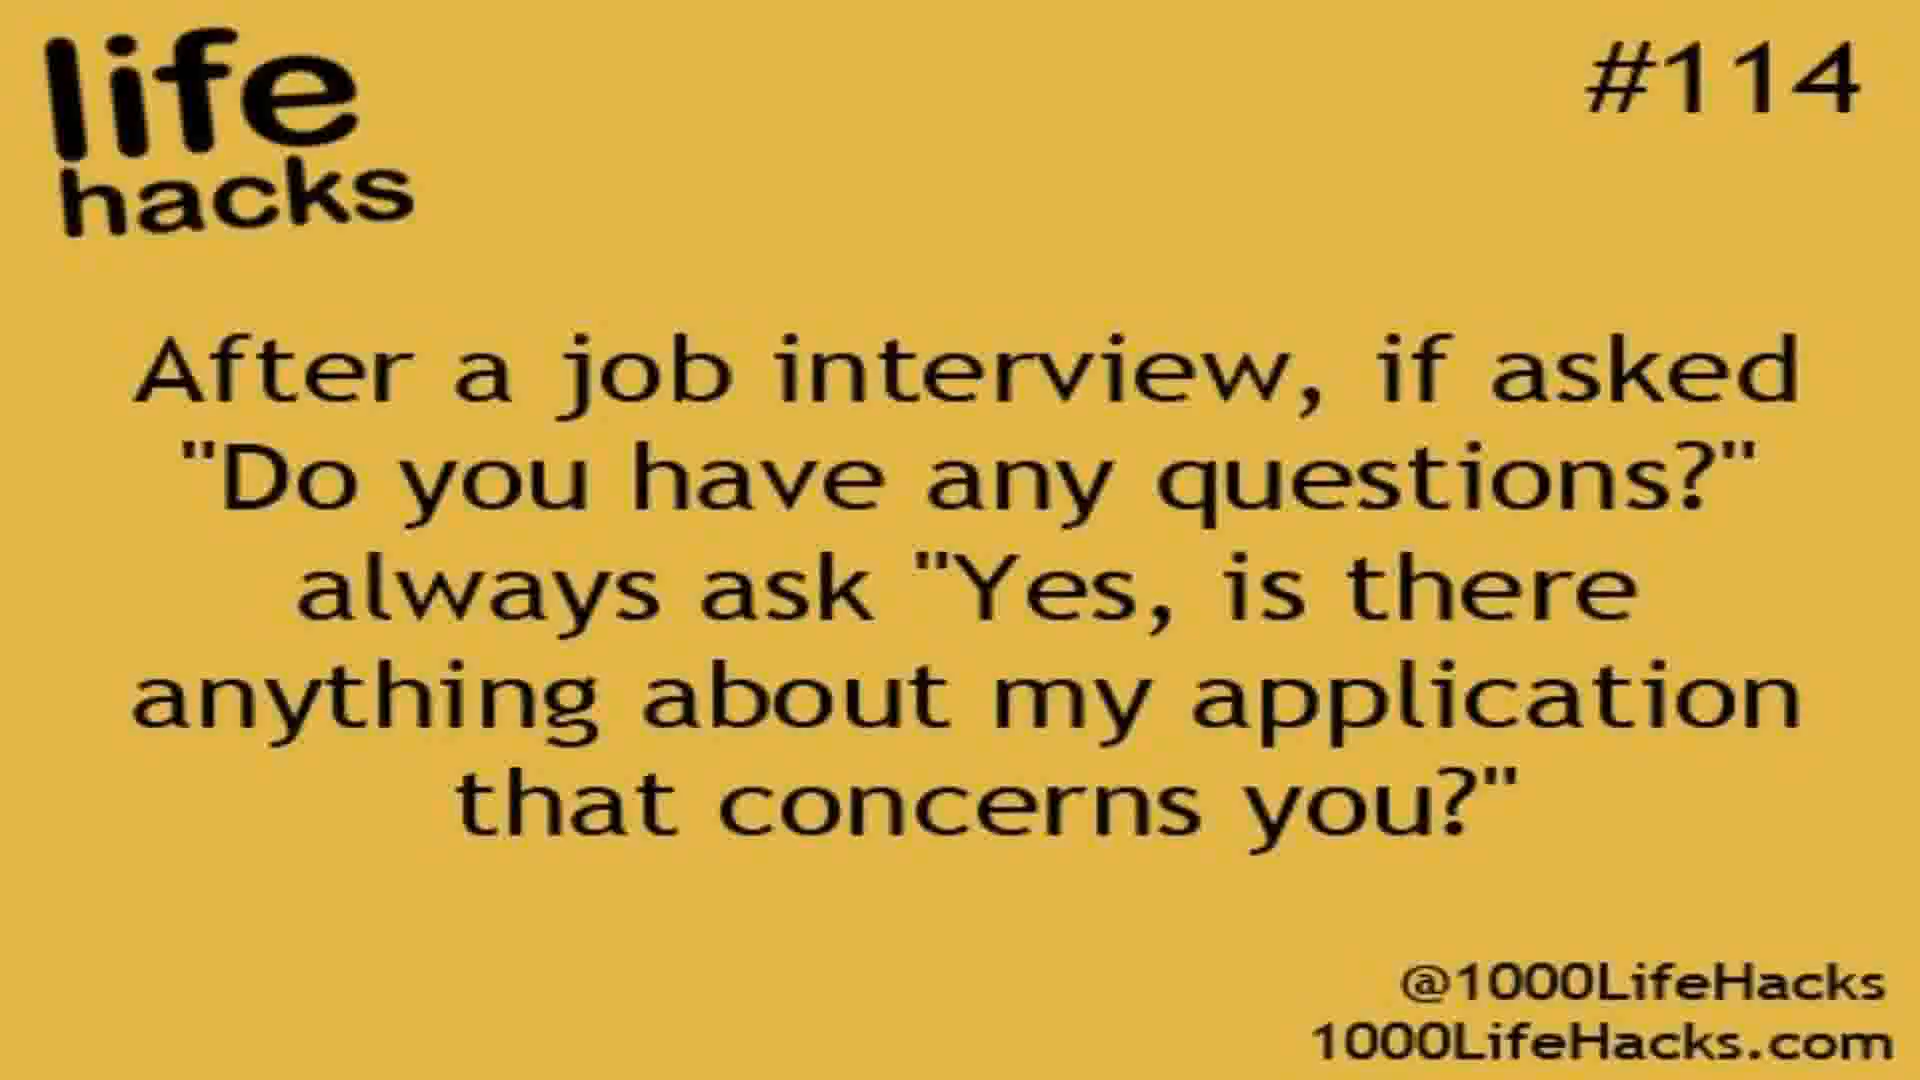 life
hacks
#114
After a job interview, if asked
"Do you have any questions?"
always ask "Yes, is there
anything about my application
that concerns you?"
@1000LifeHacks
1000LifeHacks.com